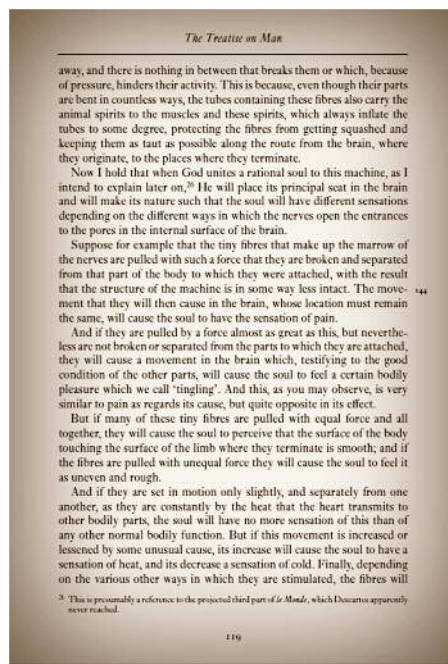 The Treatise on Man
away, and there is nothing in between that breaks them or which, because
of pressure, hinders their activity. This is because, even though their parts
are bent in countless ways, the tubes containing these fibres also carry the
animal spirits to the muscles and these spirits, which always inflate the
tubes to some degree, protecting the fibres from getting squashed and
keeping them as taut as possible along the route from the brain, where
they originate, to the places where they terminate.
Now I hold that when God unites a rational soul to this machine, as I
intend to explain later on,²⁶ He will place its principal seat in the brain
and will make its nature such that the soul will have different sensations
depending on the different ways in which the nerves open the entrances
to the pores in the internal surface of the brain.
Suppose for example that the tiny fibres that make up the marrow of
the nerves are pulled with such a force that they are broken and separated
from that part of the body to which they were attached, with the result
that the structure of the machine is in some way less intact. The move- 144
ment that they will then cause in the brain, whose location must remain
the same, will cause the soul to have the sensation of pain.
And if they are pulled by a force almost as great as this, but neverthe-
less are not broken or separated from the parts to which they are attached,
they will cause a movement in the brain which, testifying to the good
condition of the other parts, will cause the soul to feel a certain bodily
pleasure which we call ‘tingling’. And this, as you may observe, is very
similar to pain as regards its cause, but quite opposite in its effect.
But if many of these tiny fibres are pulled with equal force and all
together, they will cause the soul to perceive that the surface of the body
touching the surface of the limb where they terminate is smooth; and if
the fibres are pulled with unequal force they will cause the soul to feel it
as uneven and rough.
And if they are set in motion only slightly, and separately from one
another, as they are constantly by the heat that the heart transmits to
other bodily parts, the soul will have no more sensation of this than of
any other normal bodily function. But if this movement is increased or
lessened by some unusual cause, its increase will cause the soul to have a
sensation of heat, and its decrease a sensation of cold. Finally, depending
on the various other ways in which they are stimulated, the fibres will
²⁶ This is presumably a reference to the projected third part of le Monde, which Descartes apparently
never reached.
119